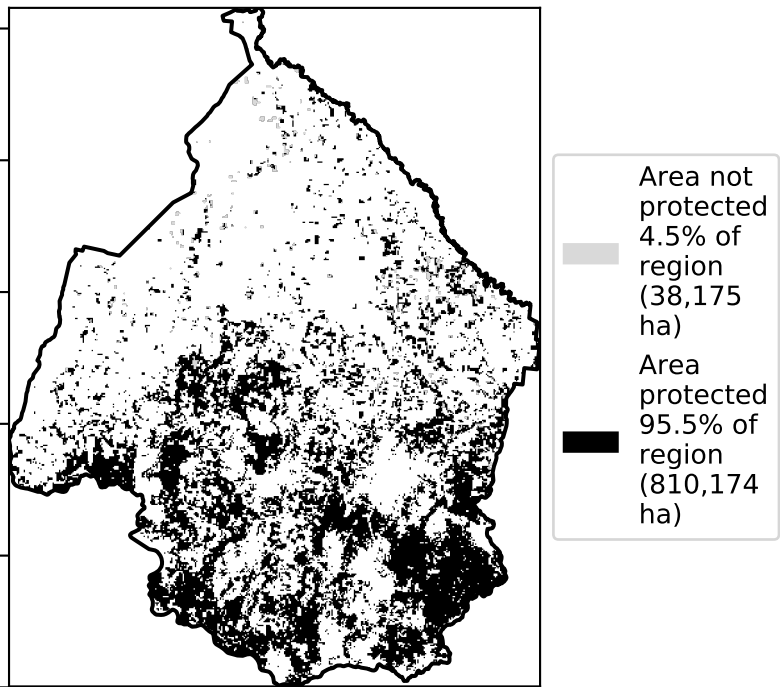 Area not
protected
4.5% of
region
(38,175
ha)
Area
protected
95.5% of
region
(810,174
ha)